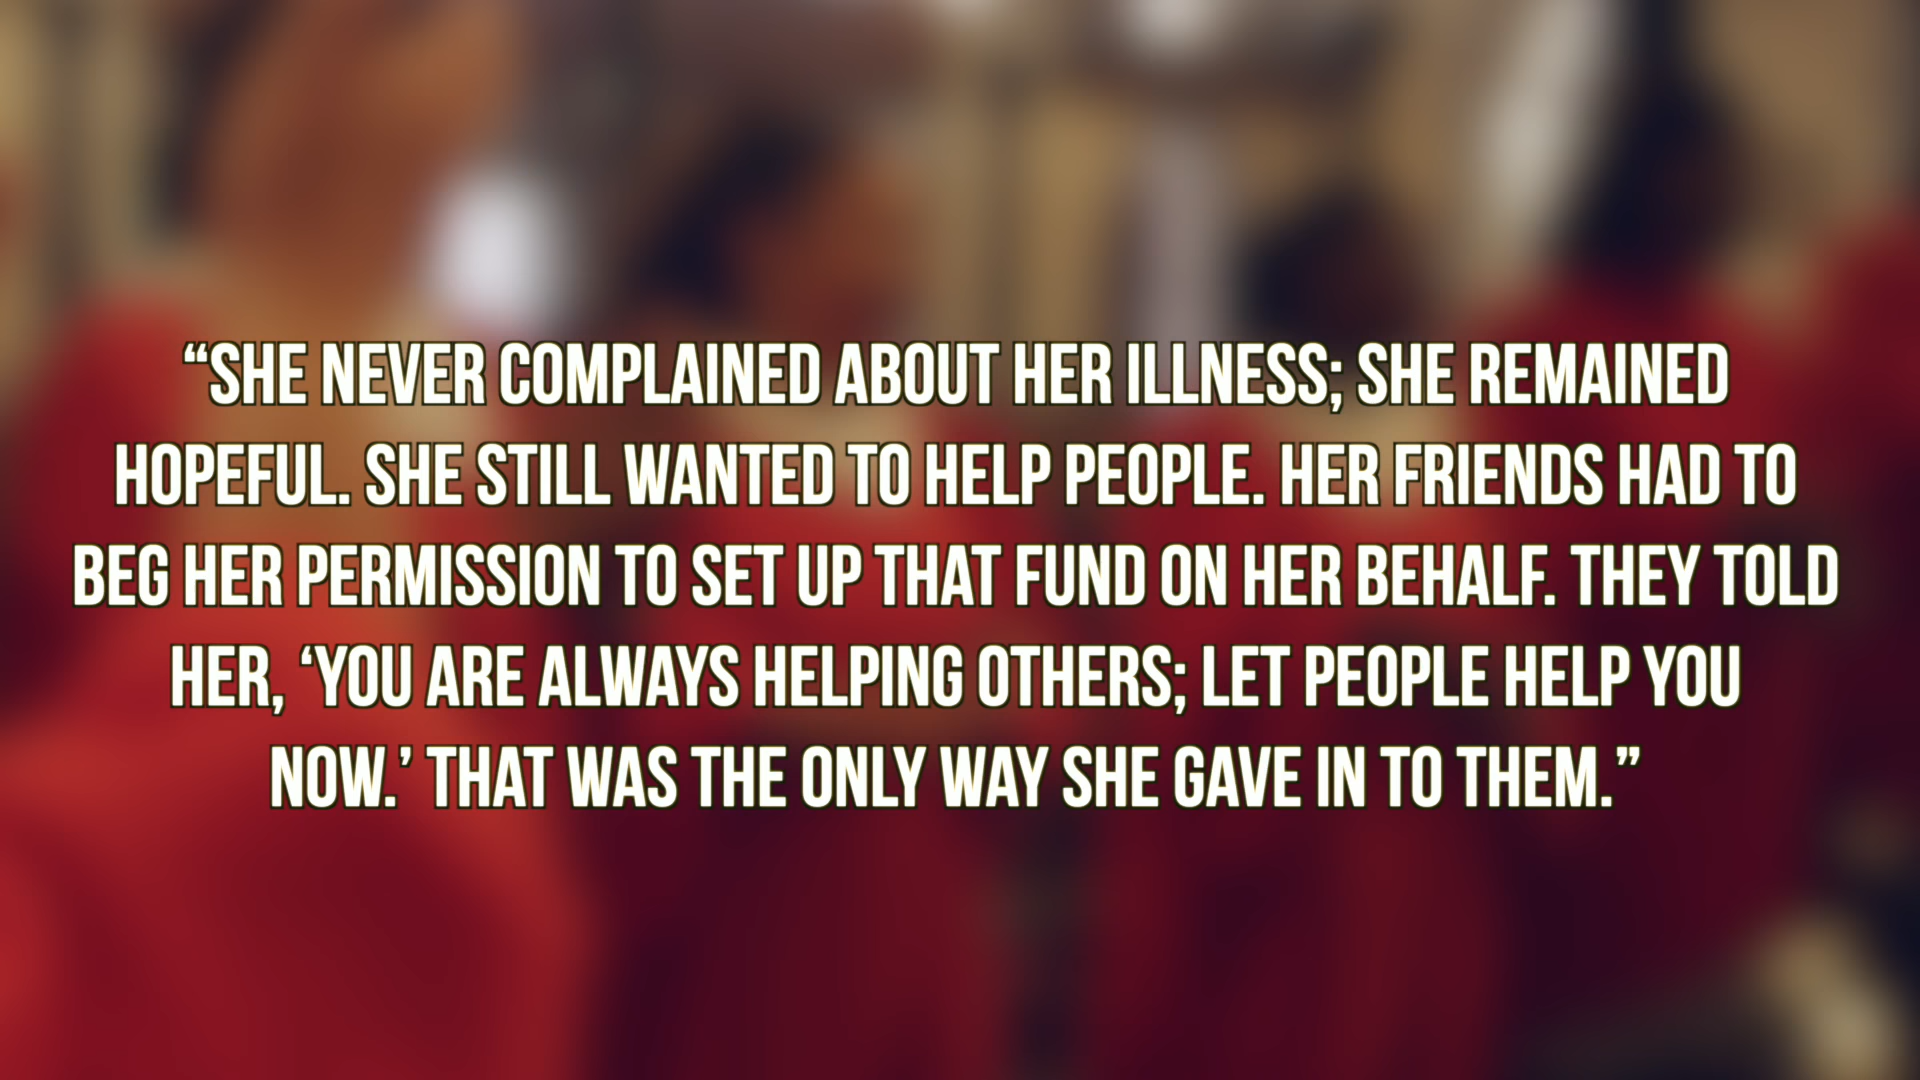 “SHE NEVER COMPLAINED ABOUT HER ILLNESS; SHE REMAINED
HOPEFUL. SHE STILL WANTED TO HELP PEOPLE. HER FRIENDS HAD TO
BEG HER PERMISSION TO SET UP THAT FUND ON HER BEHALF. THEY TOLD
HER, ‘YOU ARE ALWAYS HELPING OTHERS; LET PEOPLE HELP YOU
NOW.’ THAT WAS THE ONLY WAY SHE GAVE IN TO THEM.”